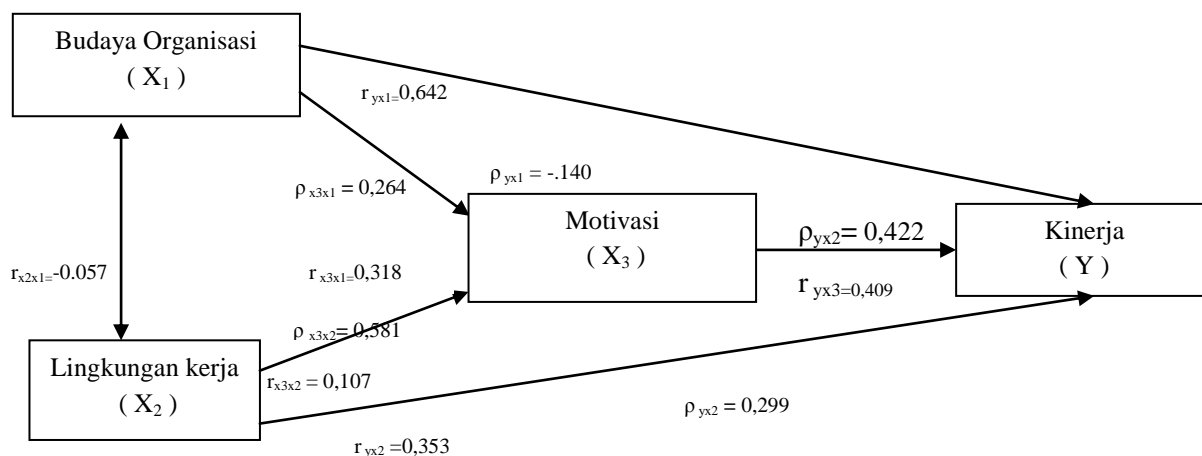 Budaya Organisasi
( X₁ )
r yx1=0,642
ρ x3x1 = 0,264
ρ yx1 = -.140
Motivasi
( X₃ )
ρyx2= 0,422
r yx3=0,409
Kinerja
( Y )
rx2x1=-0.057
r x3x1=0,318
ρ x3x2= 0,581
Lingkungan kerja
( X₂ )
rx3x2 = 0,107
ρ yx2 = 0,299
r yx2 =0,353